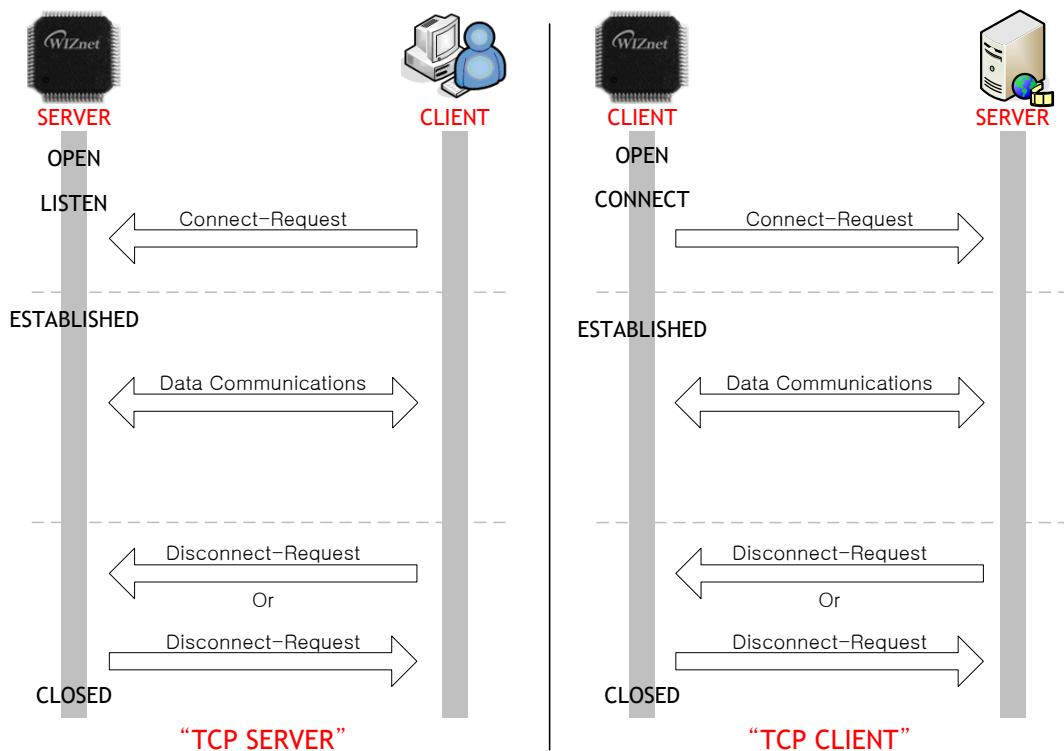 WIZnet
SERVER
CLIENT
OPEN
LISTEN
Connect-Request
ESTABLISHED
Data Communications
Disconnect-Request
Or
Disconnect-Request
CLOSED
“TCP SERVER”
WIZnet
CLIENT
SERVER
OPEN
CONNECT
Connect-Request
ESTABLISHED
Data Communications
Disconnect-Request
Or
Disconnect-Request
CLOSED
“TCP CLIENT”